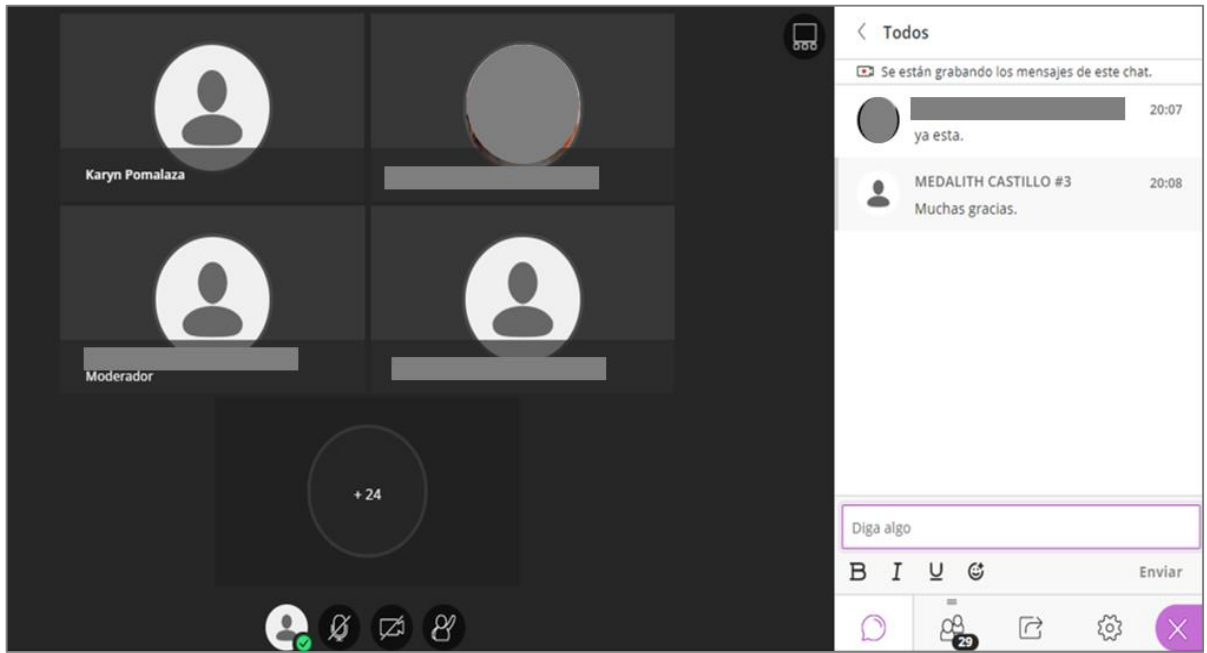 Karyn Pomalaza
Moderador
+ 24
Todos
Se están grabando los mensajes de este chat.
20:07
ya esta.
MEDALITH CASTILLO #3 20:08
Muchas gracias.
Diga algo
B I U
Enviar
29